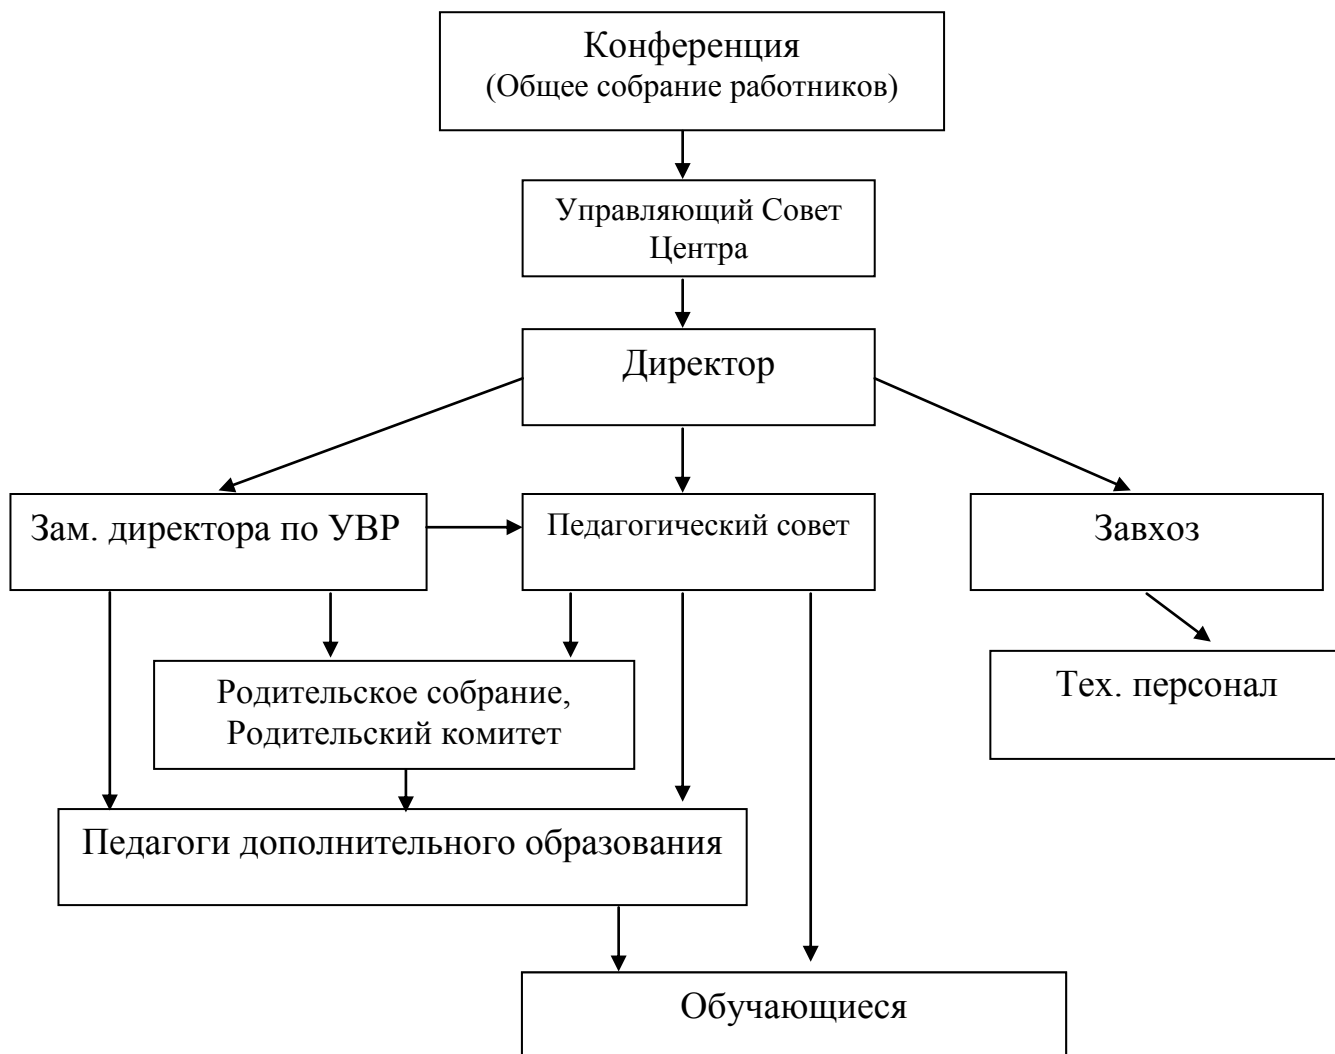 Конференция
(Общее собрание работников)
Управляющий Совет
Центра
Директор
Зам. директора по УВР
Педагогический совет
Завхоз
Родительское собрание,
Родительский комитет
Тех. персонал
Педагоги дополнительного образования
Обучающиеся